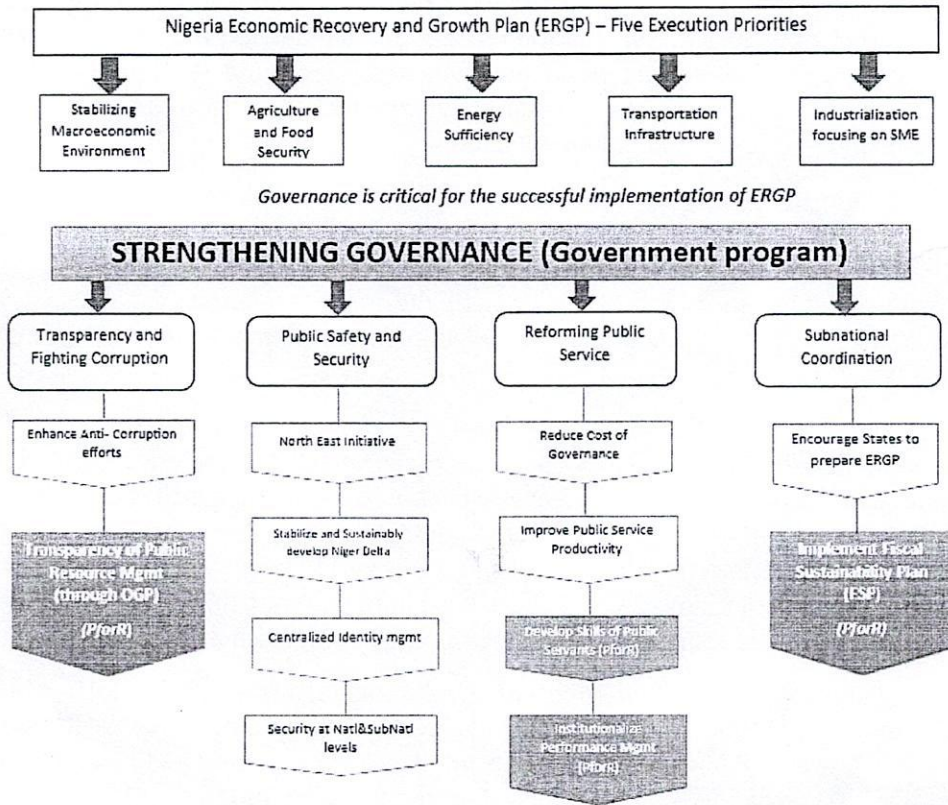 Nigeria Economic Recovery and Growth Plan (ERGP) – Five Execution Priorities
Stabilizing
Macroeconomic
Environment
Agriculture
and Food
Security
Energy
Sufficiency
Transportation
Infrastructure
Industrialization
focusing on SME
Governance is critical for the successful implementation of ERGP
STRENGTHENING GOVERNANCE (Government program)
Transparency and
Fighting Corruption
Enhance Anti- Corruption
efforts
Transparency of Public
Resource Mgmt
(through OGP)
(PforR)
Public Safety and
Security
North East Initiative
Stabilize and Sustainably
develop Niger Delta
Centralized Identity mgmt
Security at Natl&SubNatl
levels
Reforming Public
Service
Reduce Cost of
Governance
Improve Public Service
Productivity
Develop Skills of Public
Servants (PforR)
Institutionalize
Performance Mgmt
(PforR)
Subnational
Coordination
Encourage States to
prepare ERGP
Implement Fiscal
Sustainability Plan
(FSP)
(PforR)